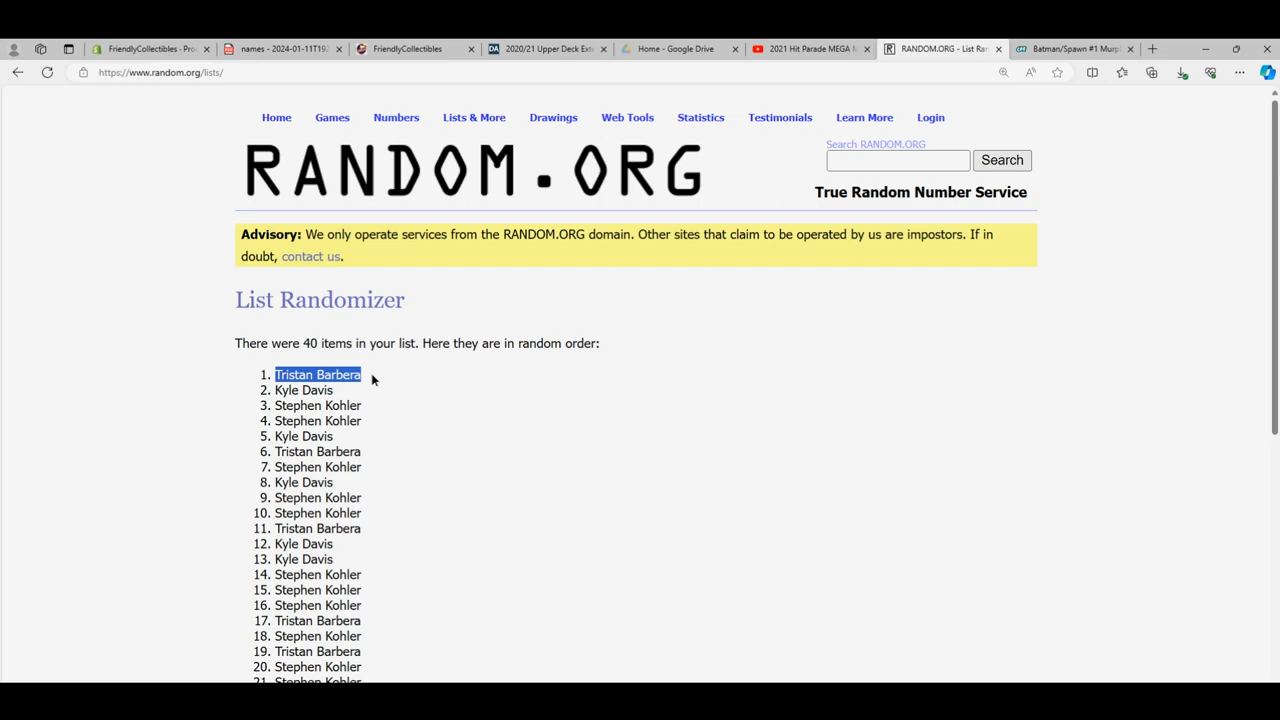 FriendlyCollectibles - Pro
names - 2024-01-11T192
FriendlyCollectibles
2020/21 Upper Deck Exte
Home - Google Drive
2021 Hit Parade MEGA M
RANDOM.ORG - List Ran
Batman/Spawn #1 Murp
https://www.random.org/lists/
Home
Games
Numbers
Lists & More
Drawings
Web Tools
Statistics
Testimonials
Learn More
Login
RANDOM.ORG
Search RANDOM.ORG
Search
True Random Number Service
Advisory: We only operate services from the RANDOM.ORG domain. Other sites that claim to be operated by us are impostors. If in
doubt, contact us.
List Randomizer
There were 40 items in your list. Here they are in random order:
1. Tristan Barbera
2. Kyle Davis
3. Stephen Kohler
4. Stephen Kohler
5. Kyle Davis
6. Tristan Barbera
7. Stephen Kohler
8. Kyle Davis
9. Stephen Kohler
10. Stephen Kohler
11. Tristan Barbera
12. Kyle Davis
13. Kyle Davis
14. Stephen Kohler
15. Stephen Kohler
16. Stephen Kohler
17. Tristan Barbera
18. Stephen Kohler
19. Tristan Barbera
20. Stephen Kohler
21. Stephen Kohler